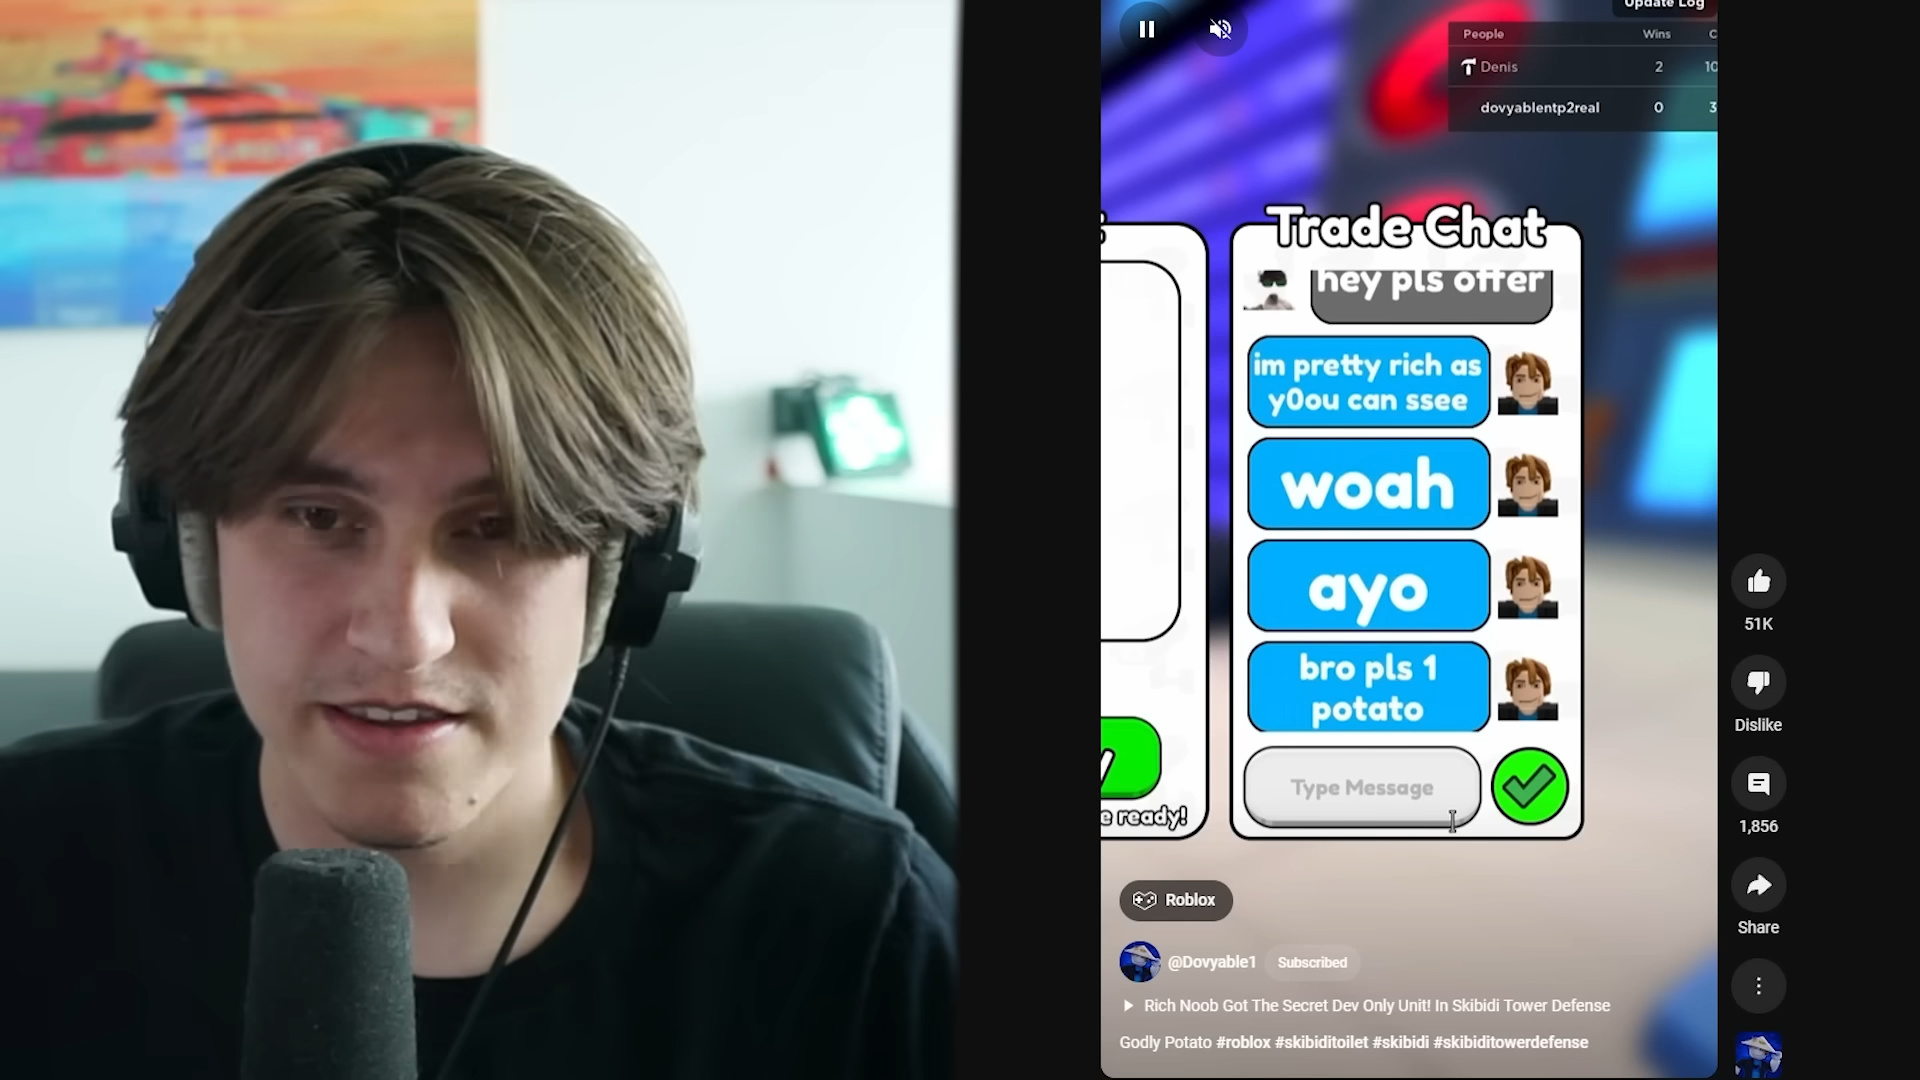 Update Log
People Wins C
Denis 2 10
dovyablentp2real 0 3
Trade Chat
hey pls offer
im pretty rich as
y0ou can ssee
woah
ayo
bro pls 1
potato
Type Message
e ready!
Roblox
@Dovyable1 Subscribed
Rich Noob Got The Secret Dev Only Unit! In Skibidi Tower Defense
Godly Potato #roblox #skibiditoilet #skibidi #skibiditowerdefense
51K
Dislike
1,856
Share